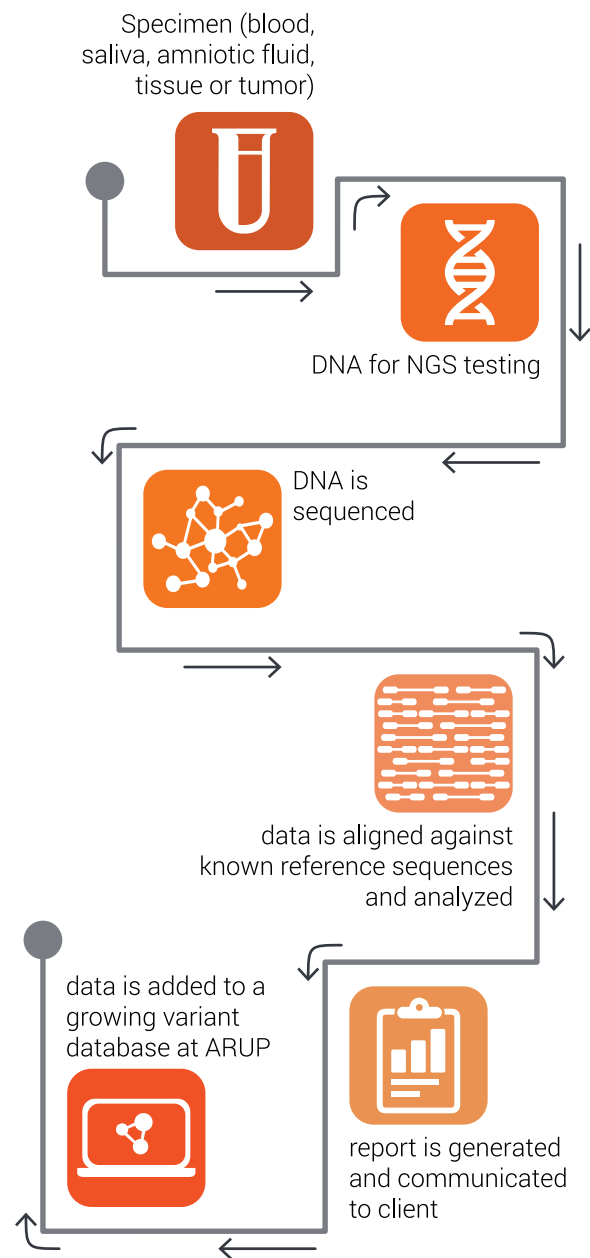 Specimen (blood,
saliva, amniotic fluid,
tissue or tumor)
DNA for NGS testing
DNA is
sequenced
data is aligned against
known reference sequences
and analyzed
report is generated
and communicated
to client
data is added to a
growing variant
database at ARUP